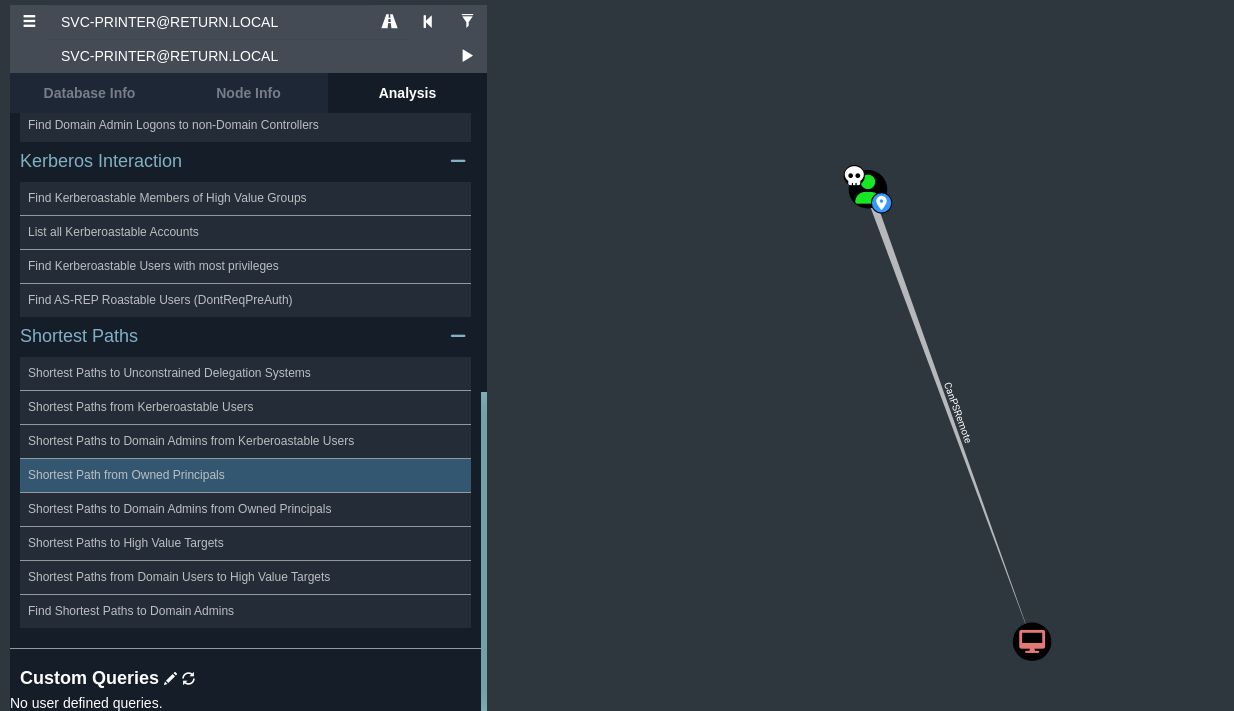 SVC-PRINTER@RETURN.LOCAL
SVC-PRINTER@RETURN.LOCAL
Database Info Node Info Analysis
Find Domain Admin Logons to non-Domain Controllers
Kerberos Interaction
Find Kerberoastable Members of High Value Groups
List all Kerberoastable Accounts
Find Kerberoastable Users with most privileges
Find AS-REP Roastable Users (DontReqPreAuth)
Shortest Paths
Shortest Paths to Unconstrained Delegation Systems
Shortest Paths from Kerberoastable Users
Shortest Paths to Domain Admins from Kerberoastable Users
Shortest Path from Owned Principals
Shortest Paths to Domain Admins from Owned Principals
Shortest Paths to High Value Targets
Shortest Paths from Domain Users to High Value Targets
Find Shortest Paths to Domain Admins
Custom Queries
No user defined queries.
CanPSRemote